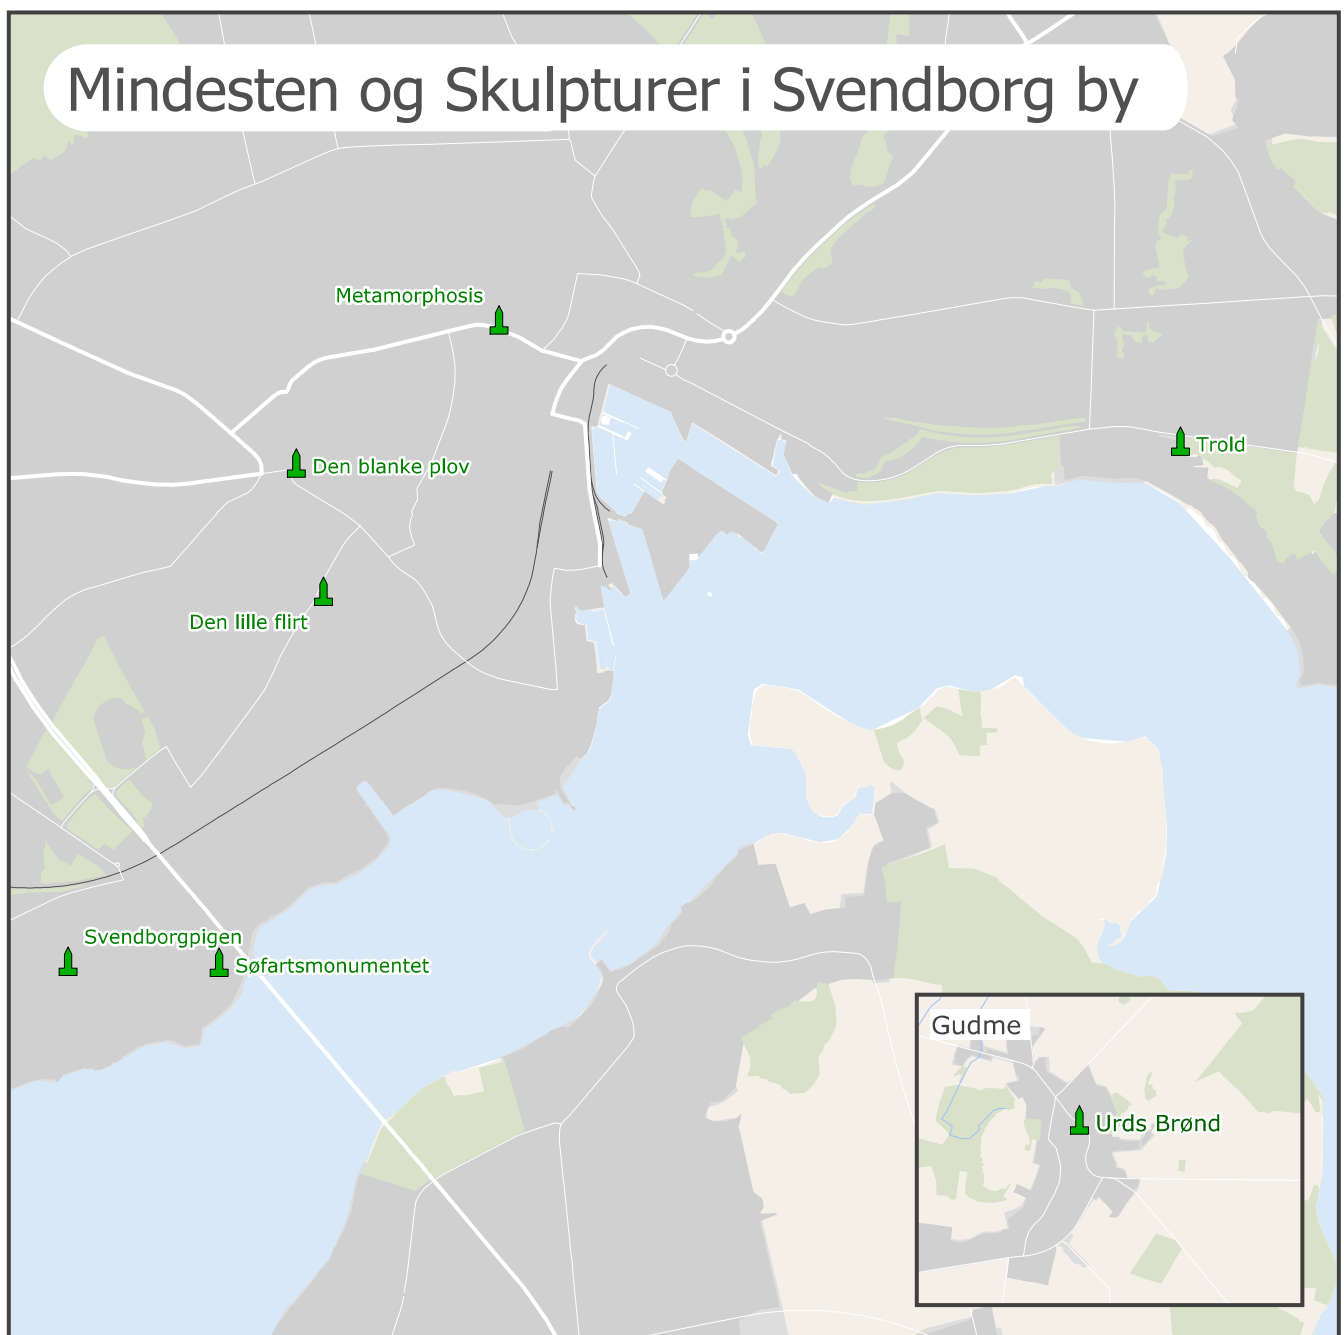 Mindesten og Skulpturer i Svendborg by
Metamorphosis
Trold
Den blanke plov
Den lille flirt
Svendborgpigen
Søfartsmonumentet
Gudme
Urds Brønd